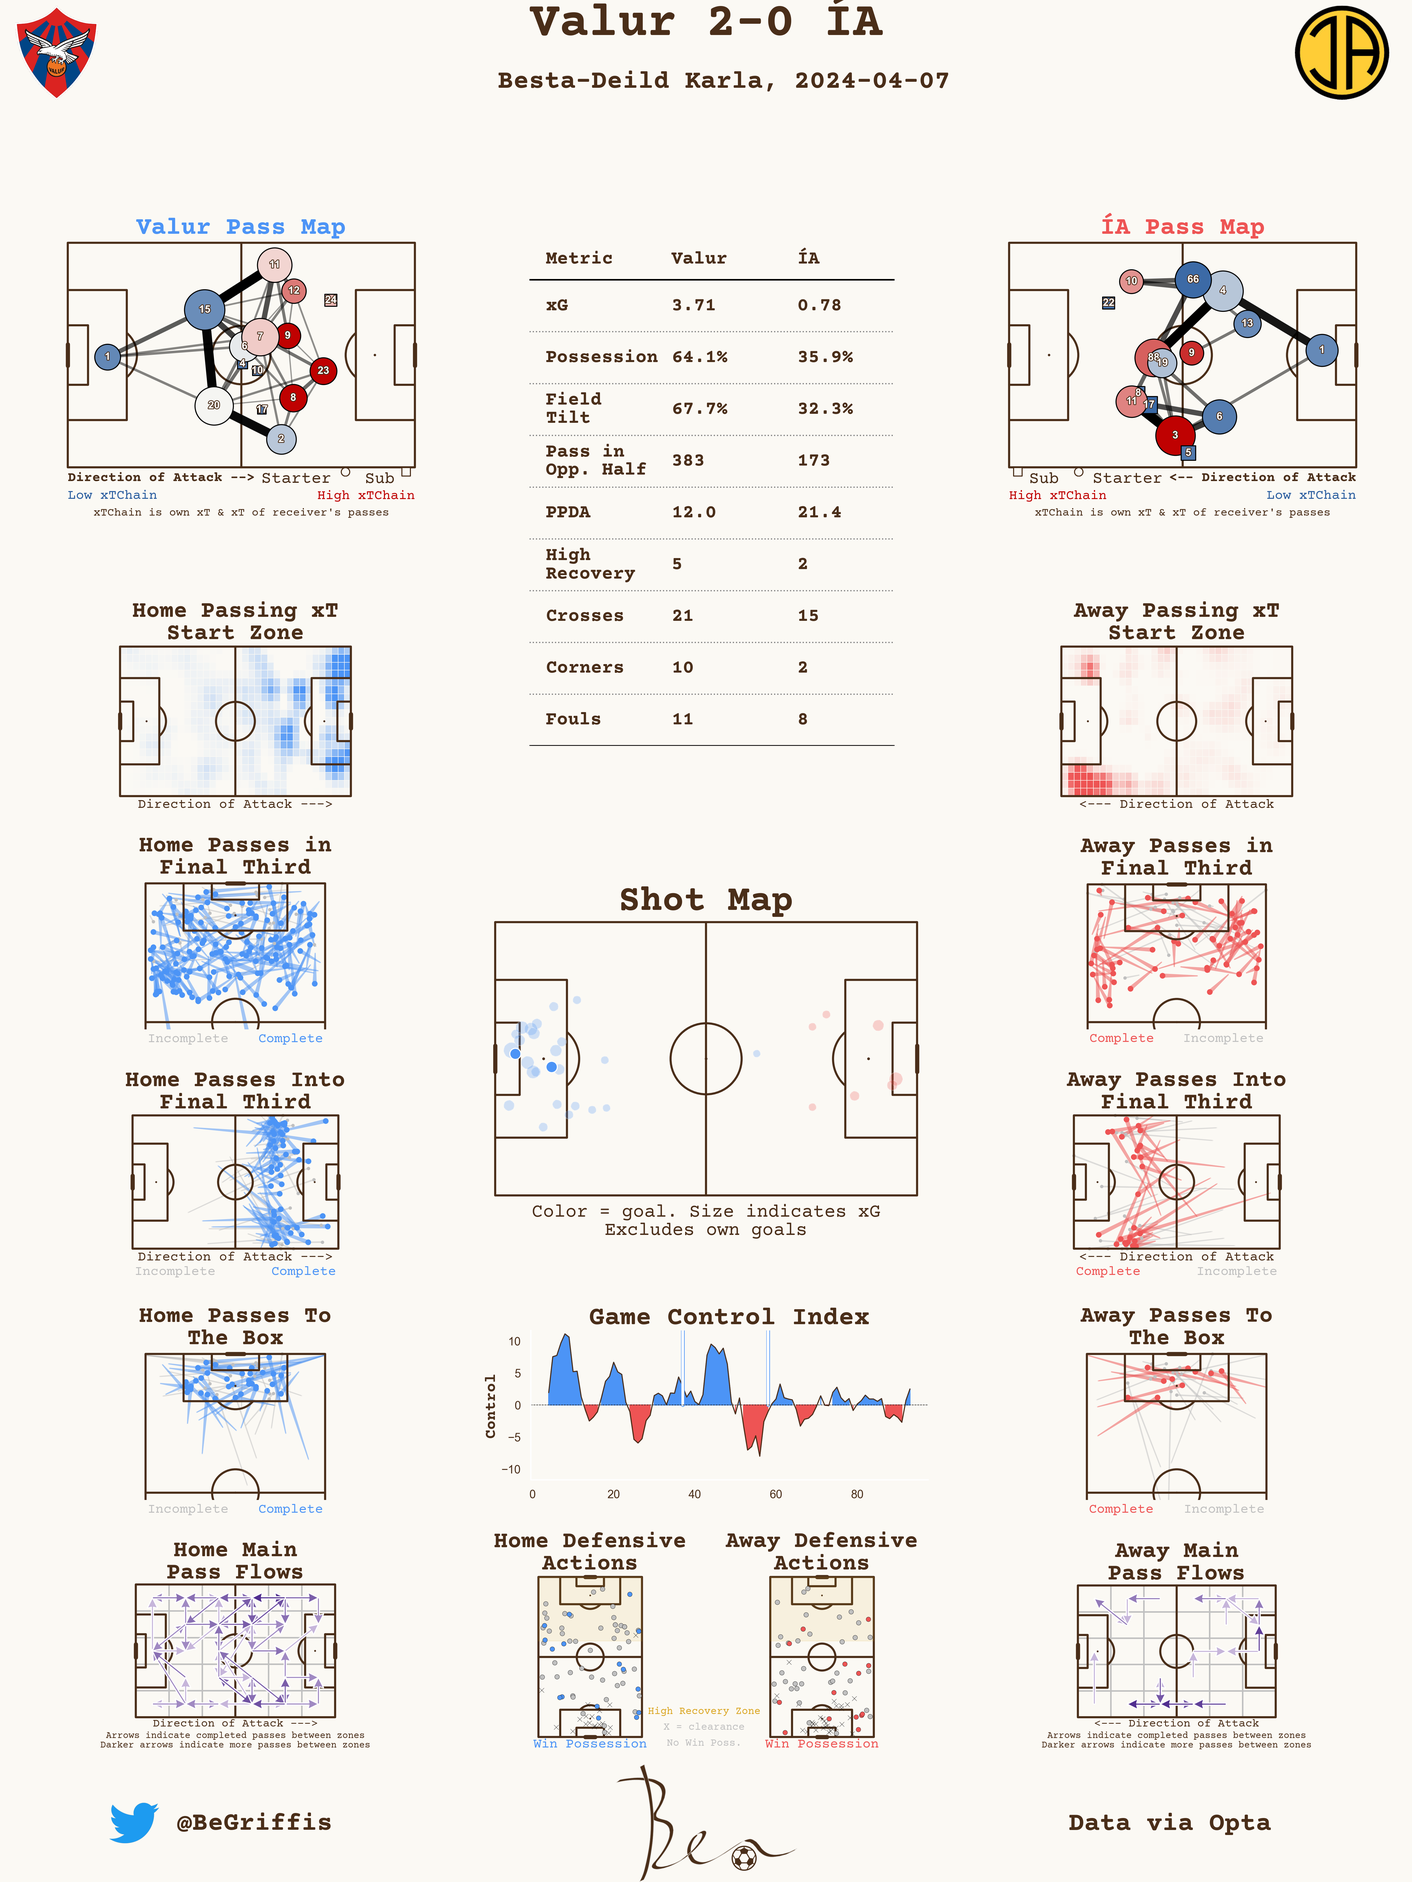 Valur 2-0 ÍA
Besta-Deild Karla, 2024-04-07
VALUR
ÍA
Valur Pass Map
11
12
24
15
7
9
6
1
4
10
23
8
20
17
2
Direction of Attack --> Starter Sub
Low xTChain High xTChain
xTChain is own xT & xT of receiver's passes
Metric Valur ÍA
xG 3.71 0.78
Possession 64.1% 35.9%
Field
Tilt 67.7% 32.3%
Pass in
Opp. Half 383 173
PPDA 12.0 21.4
High
Recovery 5 2
Crosses 21 15
Corners 10 2
Fouls 11 8
ÍA Pass Map
10
66
4
22
13
88
19
9
1
8
11
17
6
3
5
Sub Starter <-- Direction of Attack
High xTChain Low xTChain
xTChain is own xT & xT of receiver's passes
Home Passing xT
Start Zone
Direction of Attack --->
Away Passing xT
Start Zone
<--- Direction of Attack
Home Passes in
Final Third
Incomplete Complete
Away Passes in
Final Third
Complete Incomplete
Shot Map
Color = goal. Size indicates xG
Excludes own goals
Home Passes Into
Final Third
Direction of Attack --->
Incomplete Complete
Away Passes Into
Final Third
<--- Direction of Attack
Complete Incomplete
Home Passes To
The Box
Incomplete Complete
Game Control Index
Control
10
5
0
−5
−10
0 20 40 60 80
Away Passes To
The Box
Complete Incomplete
Home Main
Pass Flows
Direction of Attack --->
Arrows indicate completed passes between zones
Darker arrows indicate more passes between zones
Home Defensive
Actions
Win Possession
High Recovery Zone
X = clearance
No Win Poss.
Away Defensive
Actions
Win Possession
Away Main
Pass Flows
<--- Direction of Attack
Arrows indicate completed passes between zones
Darker arrows indicate more passes between zones
@BeGriffis
Ben
Data via Opta